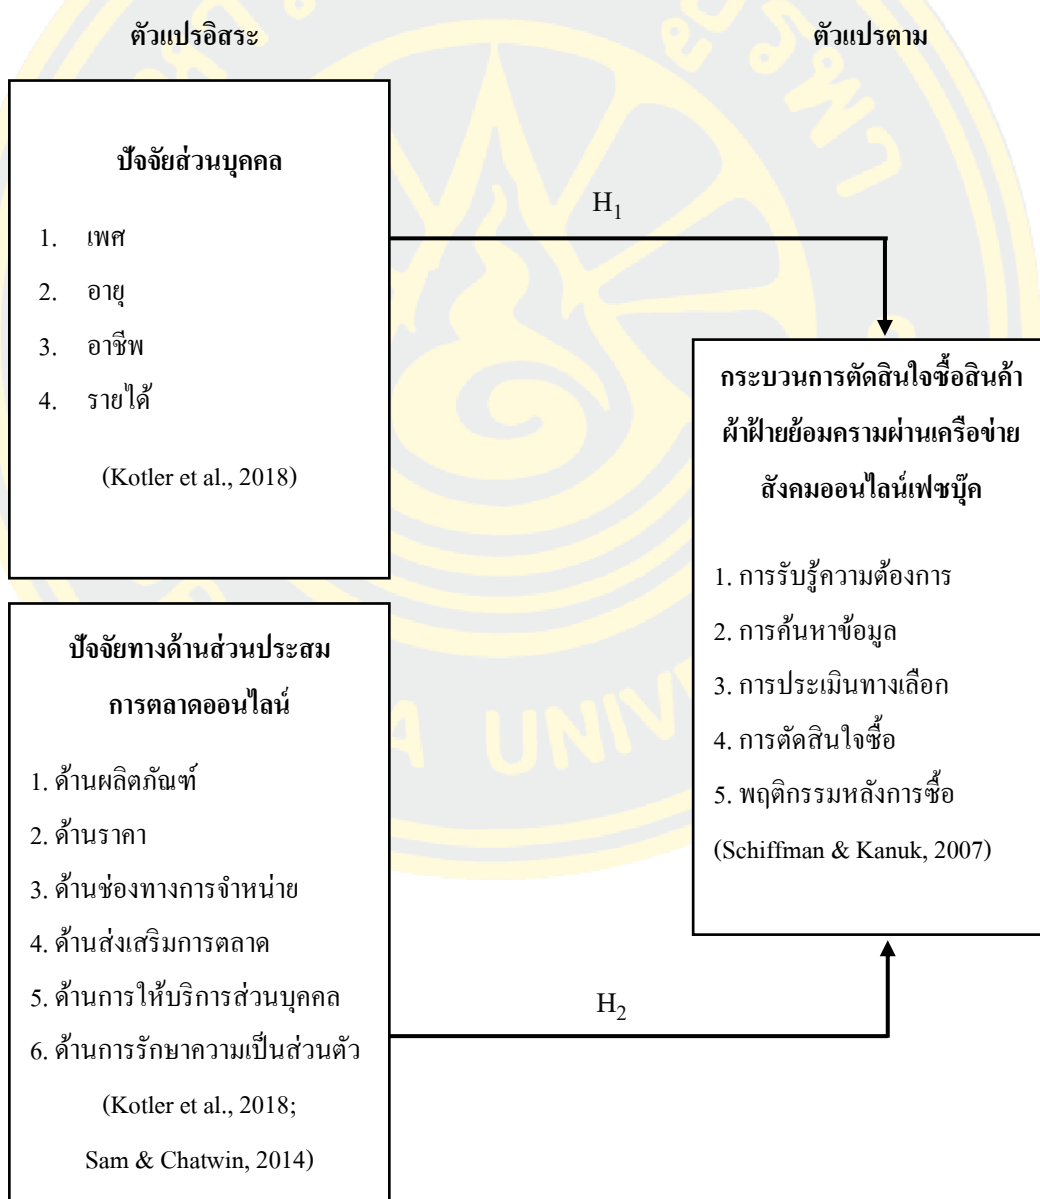 ตัวแปรอิสระ
ตัวแปรตาม
ปัจจัยส่วนบุคคล
1. เพศ
2. อายุ
3. อาชีพ
4. รายได้
(Kotler et al., 2018)
H1
กระบวนการตัดสินใจซื้อสินค้า
ผ้าฝ้ายย้อมครามผ่านเครือข่าย
สังคมออนไลน์เฟซบุ๊ค
1. การรับรู้ความต้องการ
2. การค้นหาข้อมูล
3. การประเมินทางเลือก
4. การตัดสินใจซื้อ
5. พฤติกรรมหลังการซื้อ
(Schiffman & Kanuk, 2007)
ปัจจัยทางด้านส่วนประสม
การตลาดออนไลน์
1. ด้านผลิตภัณฑ์
2. ด้านราคา
3. ด้านช่องทางการจำหน่าย
4. ด้านส่งเสริมการตลาด
5. ด้านการให้บริการส่วนบุคคล
6. ด้านการรักษาความเป็นส่วนตัว
(Kotler et al., 2018;
Sam & Chatwin, 2014)
H2